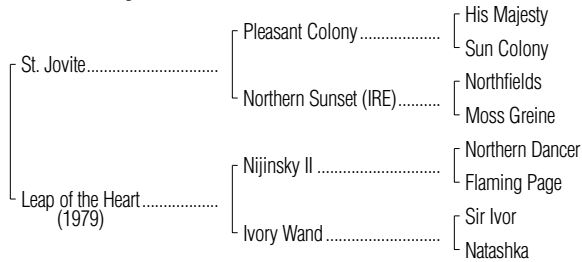 His Majesty
Pleasant Colony...................
Sun Colony
St. Jovite...............................
Northfields
Northern Sunset (IRE)..........
Moss Greine
Northern Dancer
Nijinsky II .............................
Flaming Page
Leap of the Heart..................
(1979)
Sir Ivor
Ivory Wand ...........................
Natashka